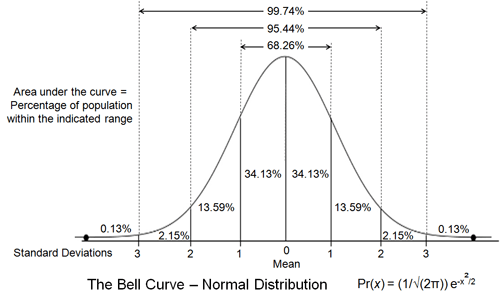 99.74%
95.44%
68.26%
Area under the curve =
Percentage of population
within the indicated range
34.13% 34.13%
13.59% 13.59%
0.13% 2.15% 2.15% 0.13%
Standard Deviations 3 2 1 0 1 2 3
Mean
The Bell Curve – Normal Distribution Pr(x) = (1/√(2π)) e^-x²/2